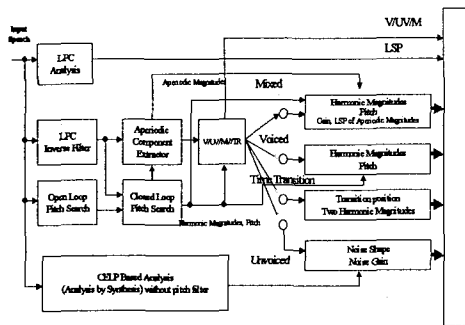 V/UV/M
Input
Speech
LPC
Analysis
LSP
Aperiodic Magnitudes
Mixed
Harmonic Magnitudes
Pitch
Gain, LSP of Aperiodic Magnitudes
LPC
Inverse Filter
Aperiodic
Component
Extractor
V/UV/M/TR
Voiced
Harmonic Magnitudes
Pitch
Open Loop
Pitch Search
Closed Loop
Pitch Search
Time Transition
Harmonic Magnitudes, Pitch
Transition position
Two Harmonic Magnitudes
Unvoiced
Noise Shape
Noise Gain
CELP Based Analysis
(Analysis by Synthesis) without pitch filter